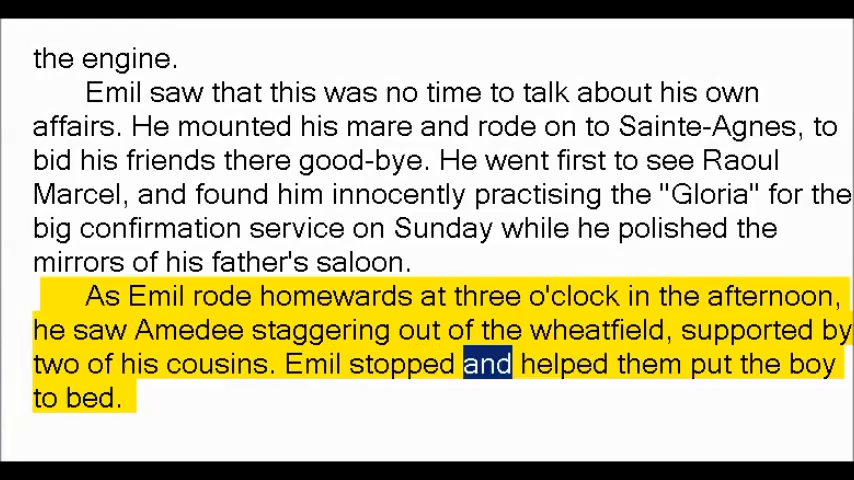 the engine.
Emil saw that this was no time to talk about his own
affairs. He mounted his mare and rode on to Sainte-Agnes, to
bid his friends there good-bye. He went first to see Raoul
Marcel, and found him innocently practising the "Gloria" for the
big confirmation service on Sunday while he polished the
mirrors of his father's saloon.
As Emil rode homewards at three o'clock in the afternoon,
he saw Amedee staggering out of the wheatfield, supported by
two of his cousins. Emil stopped and helped them put the boy
to bed.